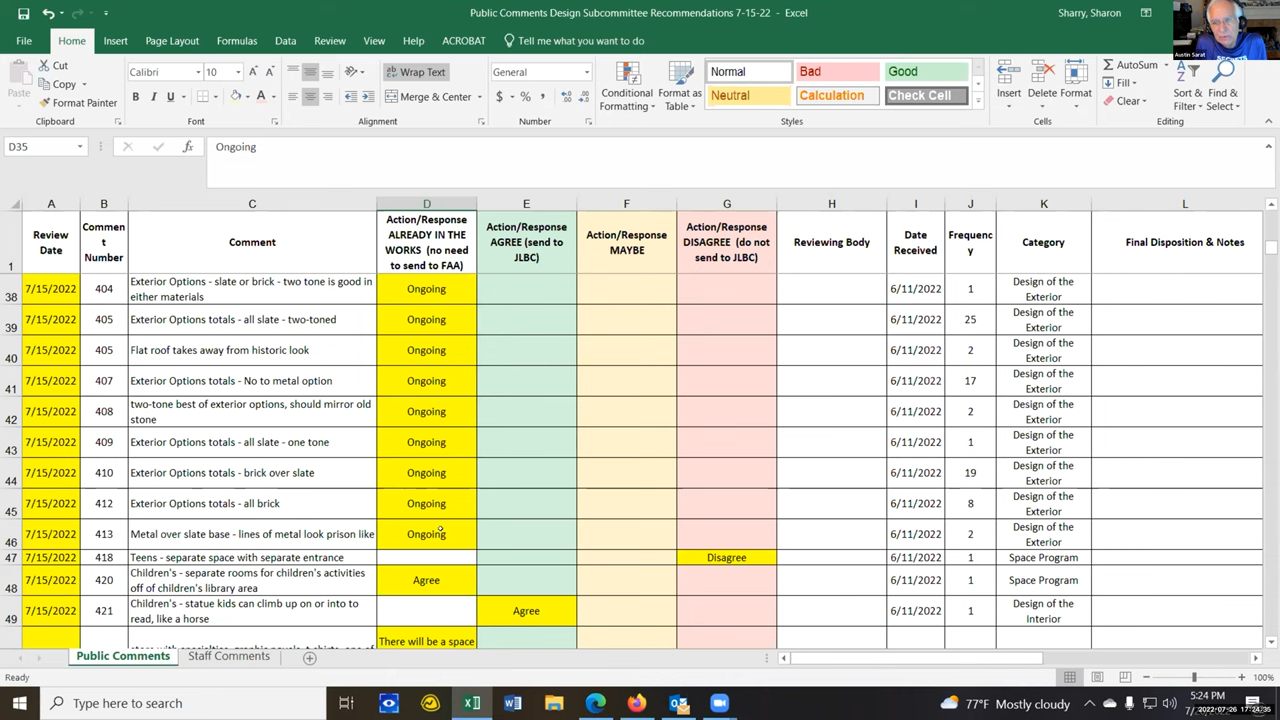 Public Comments Design Subcommittee Recommendations 7-15-22 - Excel
Sharry, Sharon
Austin Sarat
File Home Insert Page Layout Formulas Data Review View Help ACROBAT Tell me what you want to do
Paste
Cut
Copy
Format Painter
Clipboard
Calibri 10
B I U
Font
Wrap Text
Merge & Center
Alignment
General
$ % ,
Number
Conditional Formatting
Format as Table
Normal Bad Good
Neutral Calculation Check Cell
Styles
Insert Delete Format
Cells
AutoSum
Fill
Clear
Sort & Filter
Find & Select
Editing
D35 fx Ongoing
A B C D E F G H I J K L
1
Review Date
Commen t Number
Comment
Action/Response ALREADY IN THE WORKS (no need to send to FAA)
Action/Response AGREE (send to JLBC)
Action/Response MAYBE
Action/Response DISAGREE (do not send to JLBC)
Reviewing Body
Date Received
Frequenc y
Category
Final Disposition & Notes
38 7/15/2022 404 Exterior Options - slate or brick - two tone is good in either materials Ongoing 6/11/2022 1 Design of the Exterior
39 7/15/2022 405 Exterior Options totals - all slate - two-toned Ongoing 6/11/2022 25 Design of the Exterior
40 7/15/2022 405 Flat roof takes away from historic look Ongoing 6/11/2022 2 Design of the Exterior
41 7/15/2022 407 Exterior Options totals - No to metal option Ongoing 6/11/2022 17 Design of the Exterior
42 7/15/2022 408 two-tone best of exterior options, should mirror old stone Ongoing 6/11/2022 2 Design of the Exterior
43 7/15/2022 409 Exterior Options totals - all slate - one tone Ongoing 6/11/2022 1 Design of the Exterior
44 7/15/2022 410 Exterior Options totals - brick over slate Ongoing 6/11/2022 19 Design of the Exterior
45 7/15/2022 412 Exterior Options totals - all brick Ongoing 6/11/2022 8 Design of the Exterior
46 7/15/2022 413 Metal over slate base - lines of metal look prison like Ongoing 6/11/2022 2 Design of the Exterior
47 7/15/2022 418 Teens - separate space with separate entrance Disagree 6/11/2022 1 Space Program
48 7/15/2022 420 Children's - separate rooms for children's activities off of children's library area Agree 6/11/2022 1 Space Program
49 7/15/2022 421 Children's - statue kids can climb up on or into to read, like a horse Agree 6/11/2022 1 Design of the Interior
There will be a space
Public Comments Staff Comments
Ready
100%
Type here to search
77°F Mostly cloudy
5:24 PM
2022-07-26 17:24:35